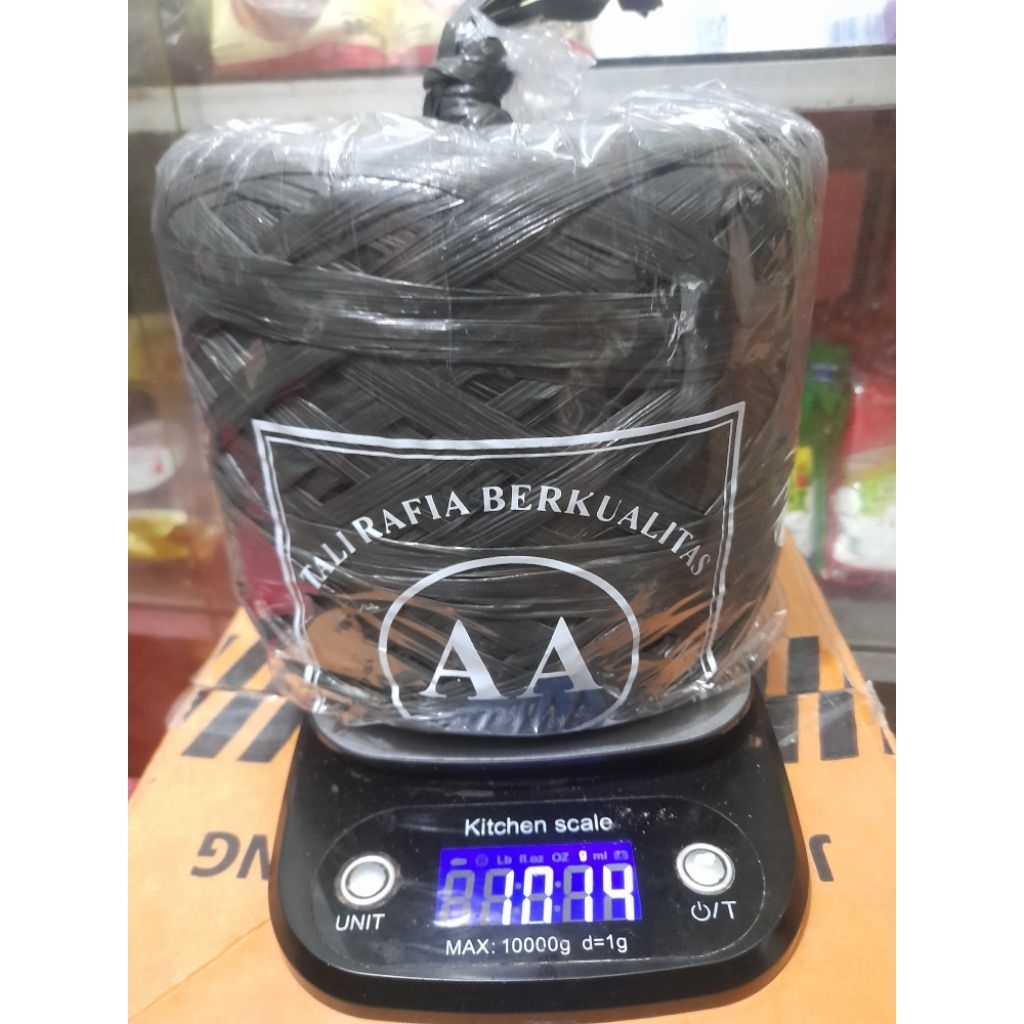 TALI RAFIA BERKUALITAS
AA
Kitchen scale
Lb fl.oz OZ g ml
1014
UNIT
⏻/T
MAX: 10000g d=1g